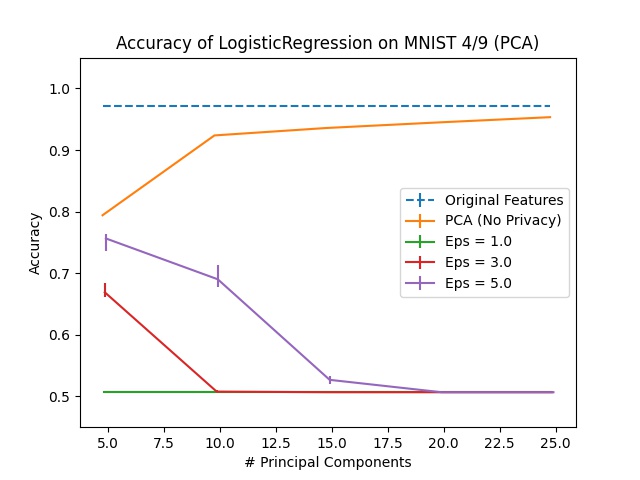 Accuracy of LogisticRegression on MNIST 4/9 (PCA)
1.0
0.9
0.8
0.7
0.6
0.5
Accuracy
Original Features
PCA (No Privacy)
Eps = 1.0
Eps = 3.0
Eps = 5.0
5.0 7.5 10.0 12.5 15.0 17.5 20.0 22.5 25.0
# Principal Components